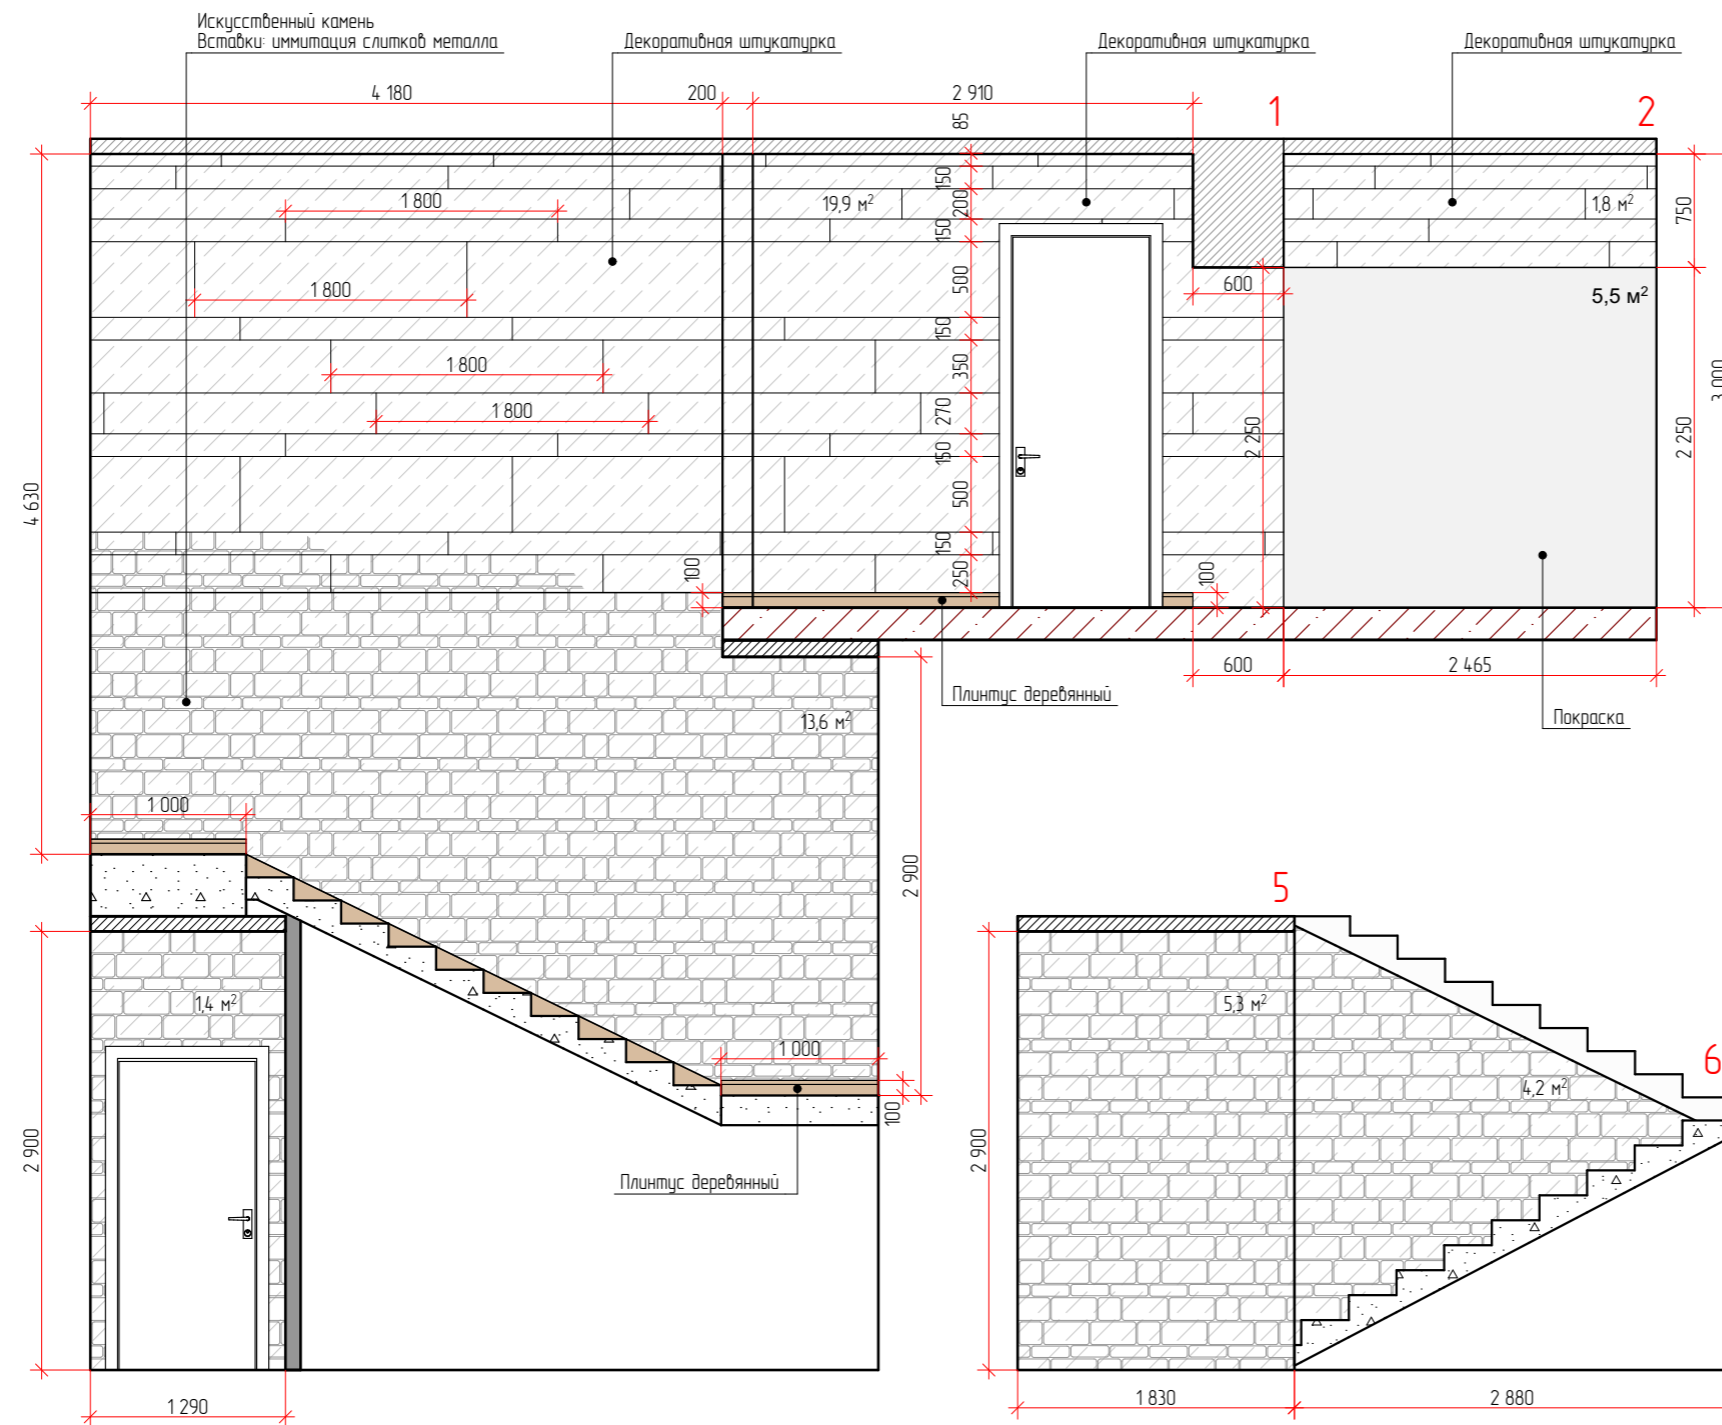 Искусственный камень
Вставки: иммитация слитков металла
Декоративная штукатурка
Декоративная штукатурка
Декоративная штукатурка
4 180
200
2 910
85
1
2
150
200
150
500
150
350
270
150
500
150
250
1 800
1 800
1 800
1 800
19,9 м²
1,8 м²
750
600
5,5 м²
3 000
2 250
2 250
4 630
100
100
600
2 465
Плинтус деревянный
Покраска
13,6 м²
1 000
2 900
5
1,4 м²
5,3 м²
1 000
6
4,2 м²
100
2 900
2 900
Плинтус деревянный
1 290
1 830
2 880